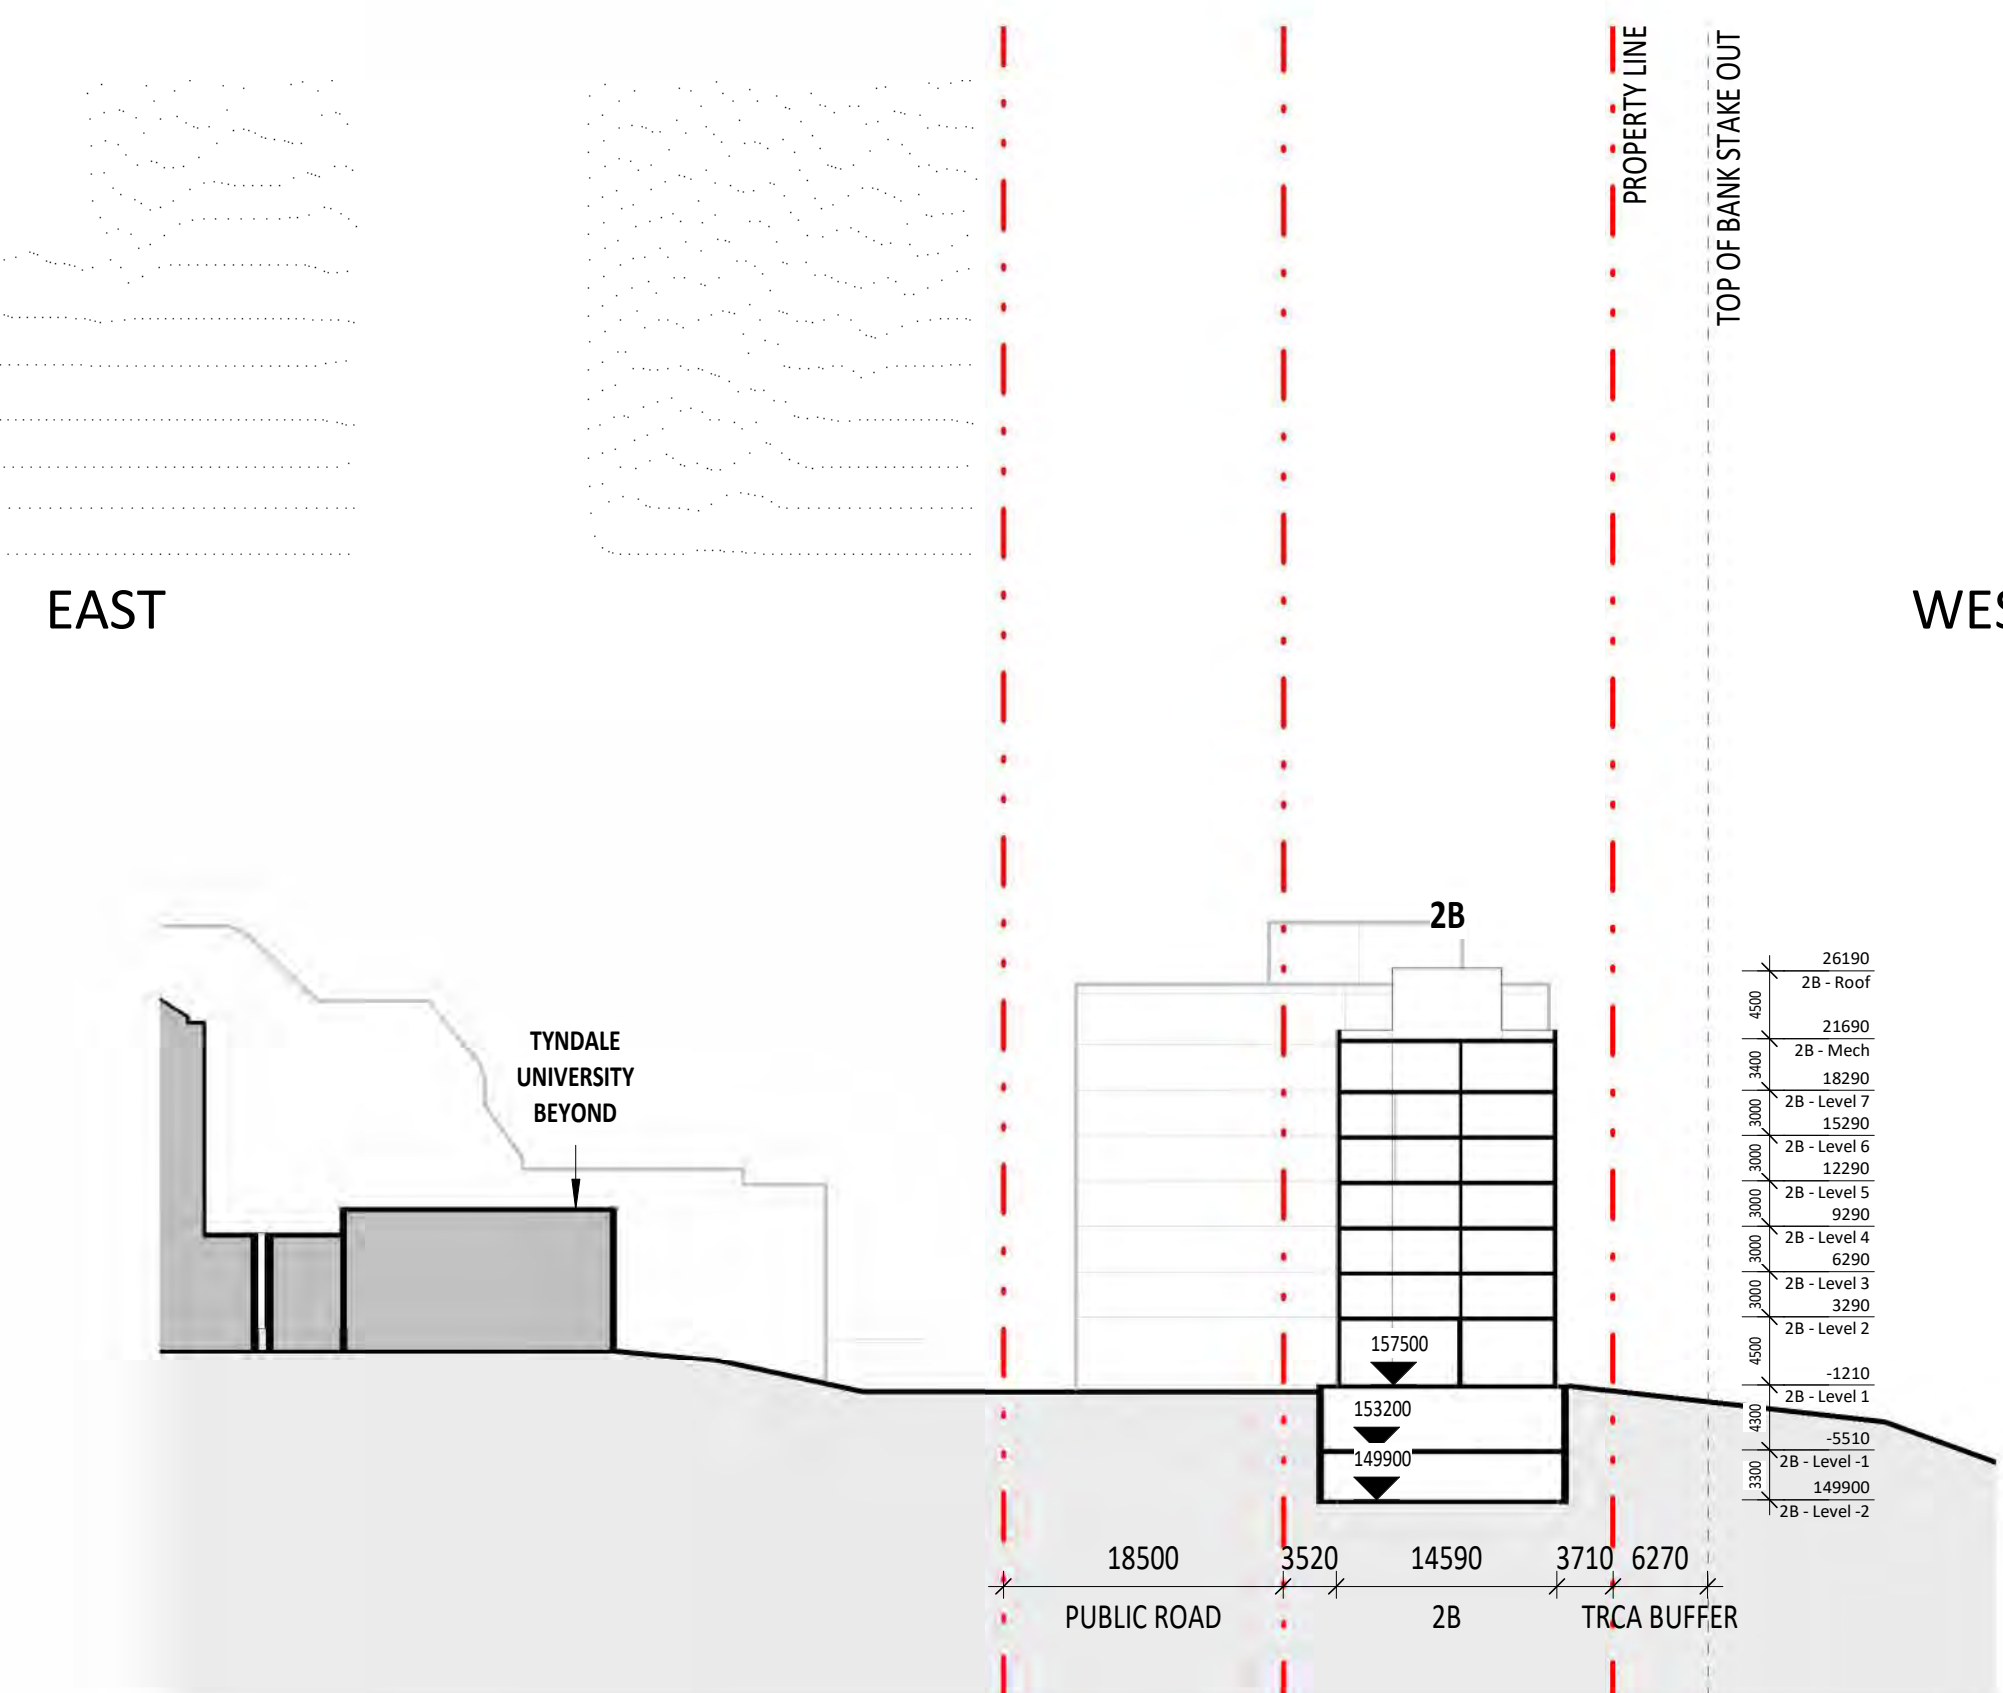 PROPERTY LINE
TOP OF BANK STAKE OUT
EAST
WES
2B
TYNDALE
UNIVERSITY
BEYOND
26190
2B - Roof
4500
21690
2B - Mech
3400
18290
2B - Level 7
3000
15290
2B - Level 6
3000
12290
2B - Level 5
3000
9290
2B - Level 4
3000
6290
2B - Level 3
3000
3290
2B - Level 2
4500
-1210
2B - Level 1
4300
-5510
2B - Level -1
3300
149900
2B - Level -2
157500
153200
149900
18500 3520 14590 3710 6270
PUBLIC ROAD 2B TRCA BUFFER